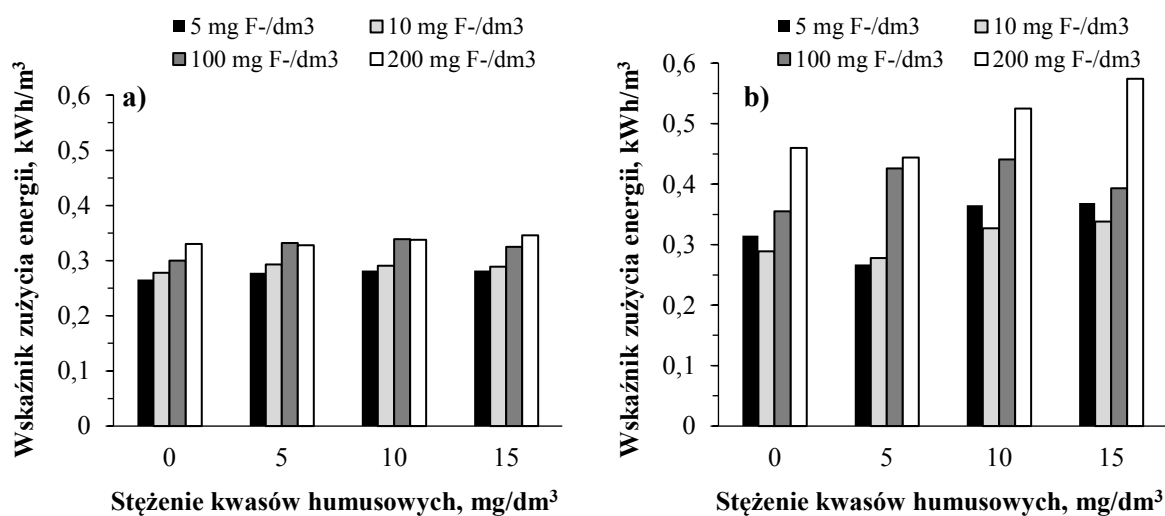 5 mg F-/dm3 10 mg F-/dm3
100 mg F-/dm3 200 mg F-/dm3
a)
Wskaźnik zużycia energii, kWh/m³
0,6
0,5
0,4
0,3
0,2
0,1
0
0 5 10 15
Stężenie kwasów humusowych, mg/dm³
5 mg F-/dm3 10 mg F-/dm3
100 mg F-/dm3 200 mg F-/dm3
b)
Wskaźnik zużycia energii, kWh/m³
0,6
0,5
0,4
0,3
0,2
0,1
0
0 5 10 15
Stężenie kwasów humusowych, mg/dm³